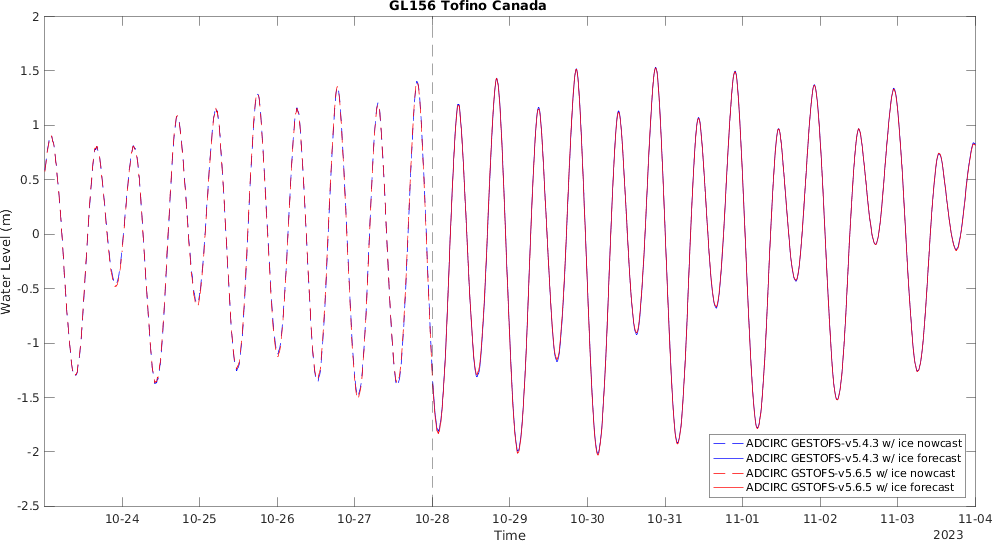 GL156 Tofino Canada
2
1.5
1
0.5
0
-0.5
-1
-1.5
-2
-2.5
Water Level (m)
ADCIRC GESTOFS-v5.4.3 w/ ice nowcast
ADCIRC GESTOFS-v5.4.3 w/ ice forecast
ADCIRC GSTOFS-v5.6.5 w/ ice nowcast
ADCIRC GSTOFS-v5.6.5 w/ ice forecast
10-24 10-25 10-26 10-27 10-28 10-29 10-30 10-31 11-01 11-02 11-03 11-04
Time
2023